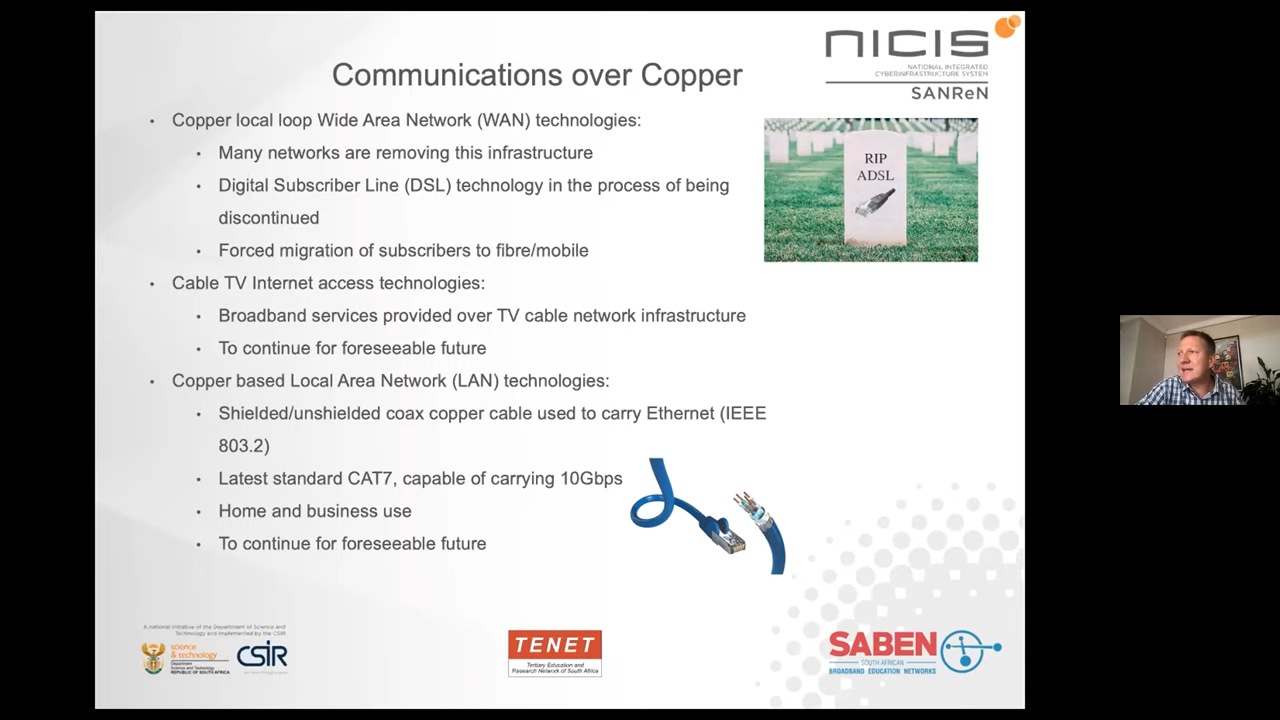 NICIS
NATIONAL INTEGRATED
CYBERINFRASTRUCTURE SYSTEM
SANReN
Communications over Copper
• Copper local loop Wide Area Network (WAN) technologies:
• Many networks are removing this infrastructure
• Digital Subscriber Line (DSL) technology in the process of being
discontinued
• Forced migration of subscribers to fibre/mobile
RIP
ADSL
• Cable TV Internet access technologies:
• Broadband services provided over TV cable network infrastructure
• To continue for foreseeable future
• Copper based Local Area Network (LAN) technologies:
• Shielded/unshielded coax copper cable used to carry Ethernet (IEEE
803.2)
• Latest standard CAT7, capable of carrying 10Gbps
• Home and business use
• To continue for foreseeable future
A national initiative of the Department of Science and
Technology and implemented by the CSIR
science
& technology
Department
Science and Technology
REPUBLIC OF SOUTH AFRICA
CSIR
TENET
Tertiary Education and
Research Network of South Africa
SABEN
SOUTH AFRICAN
BROADBAND EDUCATION NETWORKS